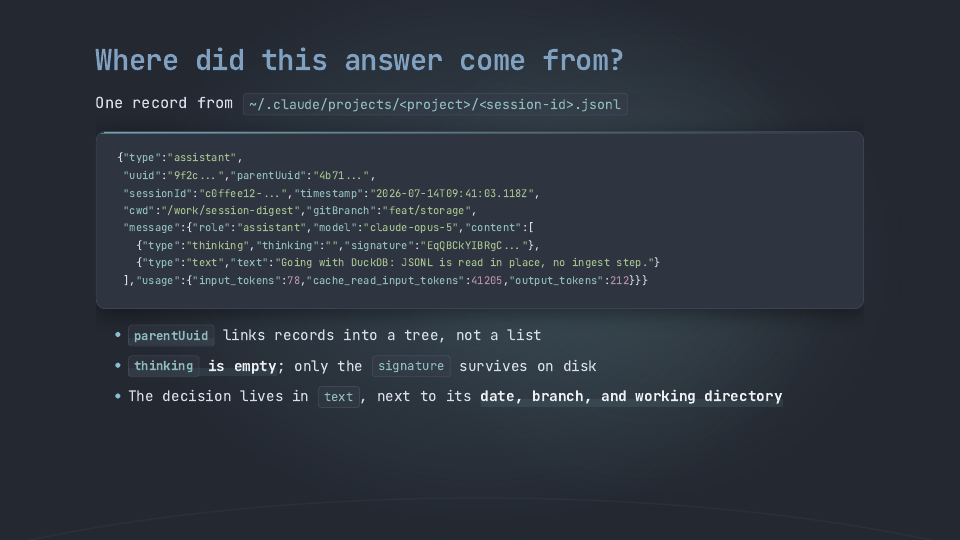 Where did this answer come from?
One record from ~/.claude/projects/<project>/<session-id>.jsonl
{"type":"assistant",
"uuid":"9f2c...","parentUuid":"4b71...",
"sessionId":"c0ffee12-...","timestamp":"2026-07-14T09:41:03.118Z",
"cwd":"/work/session-digest","gitBranch":"feat/storage",
"message":{"role":"assistant","model":"claude-opus-5","content":[
{"type":"thinking","thinking":"","signature":"EqQBCkYIBRgC..."},
{"type":"text","text":"Going with DuckDB: JSONL is read in place, no ingest step."}
],"usage":{"input_tokens":78,"cache_read_input_tokens":41205,"output_tokens":212}}}
• parentUuid links records into a tree, not a list
• thinking is empty; only the signature survives on disk
• The decision lives in text, next to its date, branch, and working directory